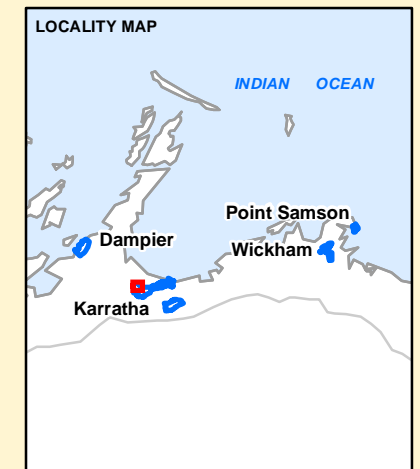 LOCALITY MAP
INDIAN OCEAN
Point Samson
Dampier
Wickham
Karratha